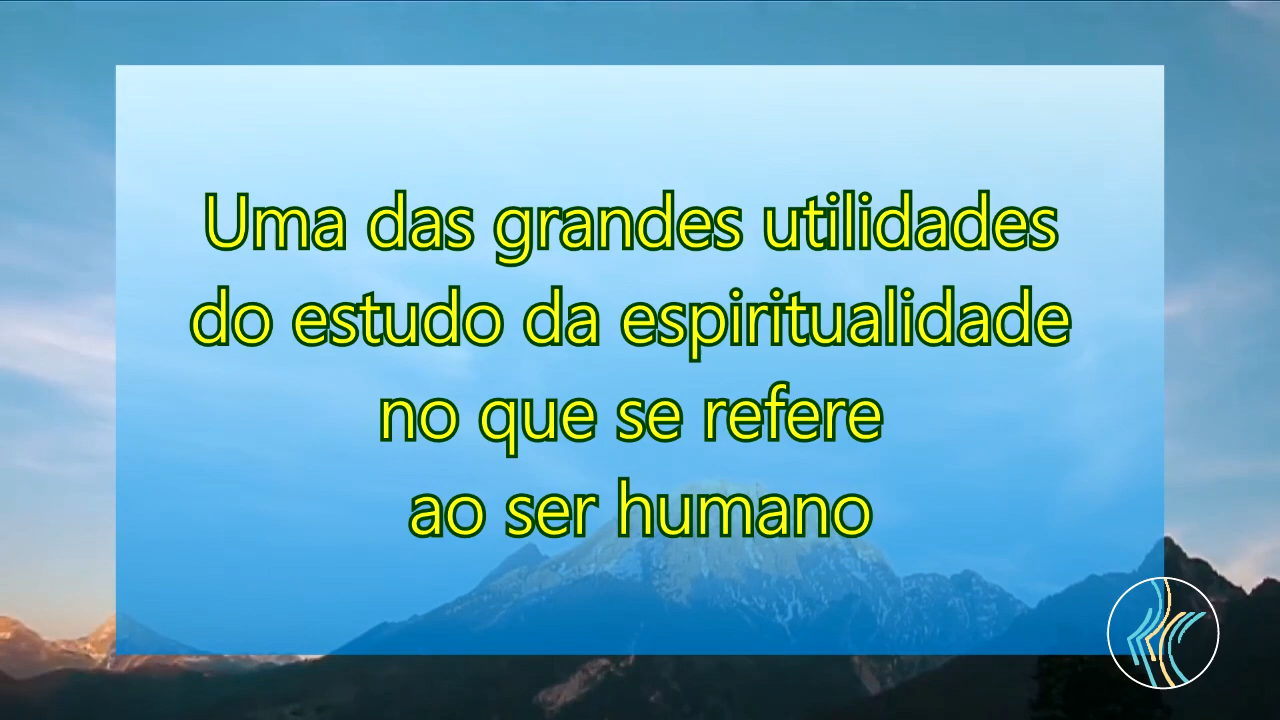 Uma das grandes utilidades
do estudo da espiritualidade
no que se refere
ao ser humano